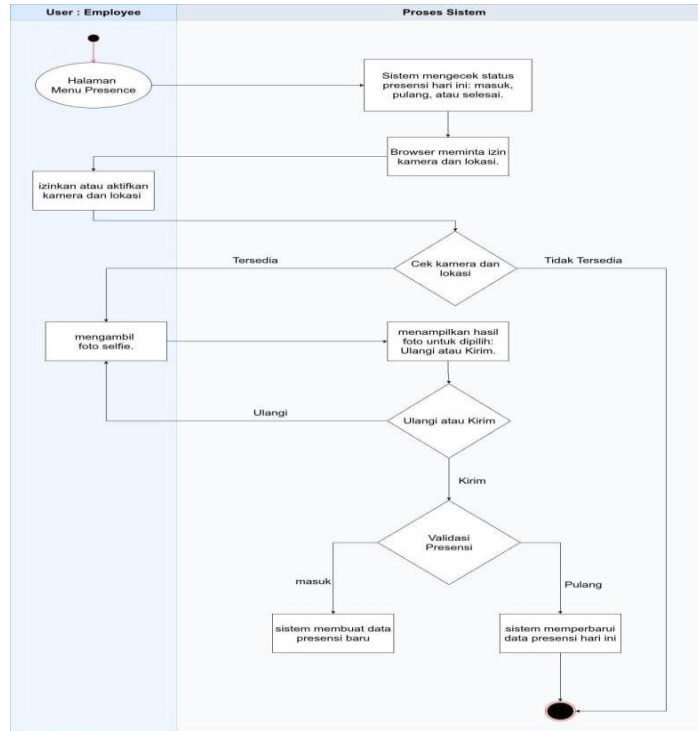 User : Employee
Proses Sistem
Halaman
Menu Presence
Sistem mengecek status
presensi hari ini: masuk,
pulang, atau selesai.
Browser meminta izin
kamera dan lokasi.
izinkan atau aktifkan
kamera dan lokasi
Cek kamera dan
lokasi
Tersedia
Tidak Tersedia
mengambil
foto selfie.
menampilkan hasil
foto untuk dipilih:
Ulangi atau Kirim.
Ulangi
Ulangi atau Kirim
Kirim
Validasi
Presensi
masuk
Pulang
sistem membuat data
presensi baru
sistem memperbarui
data presensi hari ini